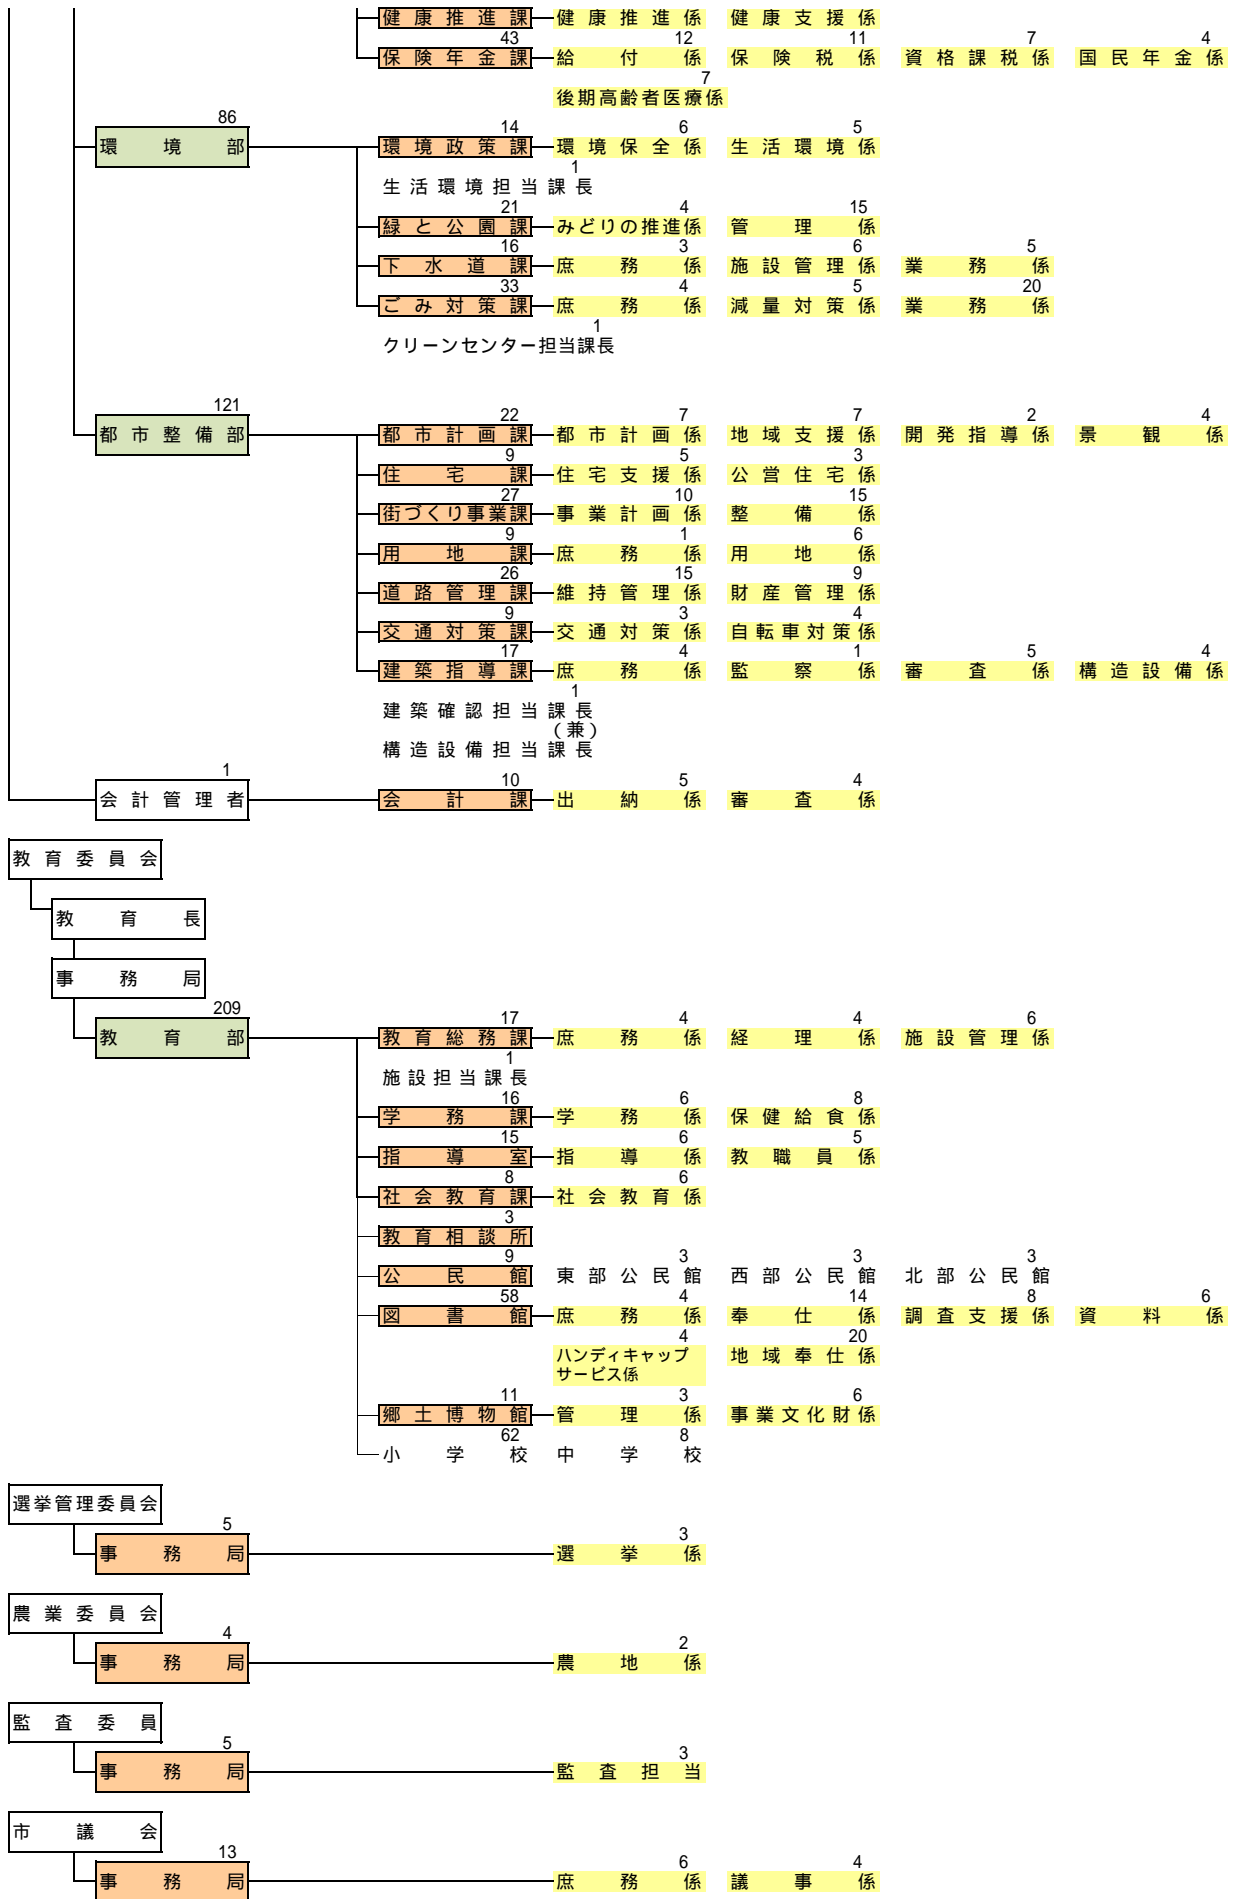 健康推進課 健康推進係 健康支援係
43 12 11 7 4
保険年金課 給付係 保険税係 資格課税係 国民年金係
7
後期高齢者医療係
86
14 6 5
環境部 環境政策課 環境保全係 生活環境係
1
生活環境担当課長
21 4 15
緑と公園課 みどりの推進係 管理係
16 3 6 5
下水道課 庶務係 施設管理係 業務係
33 4 5 20
ごみ対策課 庶務係 減量対策係 業務係
1
クリーンセンター担当課長
121
22 7 7 2 4
都市整備部 都市計画課 都市計画係 地域支援係 開発指導係 景観係
9 5 3
住宅課 住宅支援係 公営住宅係
27 10 15
街づくり事業課 事業計画係 整備係
9 1 6
用地課 庶務係 用地係
26 15 9
道路管理課 維持管理係 財産管理係
9 3 4
交通対策課 交通対策係 自転車対策係
17 4 1 5 4
建築指導課 庶務係 監察係 審査係 構造設備係
1
建築確認担当課長
(兼)
構造設備担当課長
1
10 5 4
会計管理者 会計課 出納係 審査係
教育委員会
教育長
事務局
209
17 4 4 6
教育部 教育総務課 庶務係 経理係 施設管理係
1
施設担当課長
16 6 8
学務課 学務係 保健給食係
15 6 5
指導室 指導係 教職員係
8 6
社会教育課 社会教育係
3
教育相談所
9 3 3 3
公民館 東部公民館 西部公民館 北部公民館
58 4 14 8 6
図書館 庶務係 奉仕係 調査支援係 資料係
4 20
ハンディキャップ 地域奉仕係
サービス係
11 3 6
郷土博物館 管理係 事業文化財係
62 8
小学校 中学校
選挙管理委員会
5 3
事務局 選挙係
農業委員会
4 2
事務局 農地係
監査委員
5 3
事務局 監査担当
市議会
13 6 4
事務局 庶務係 議事係